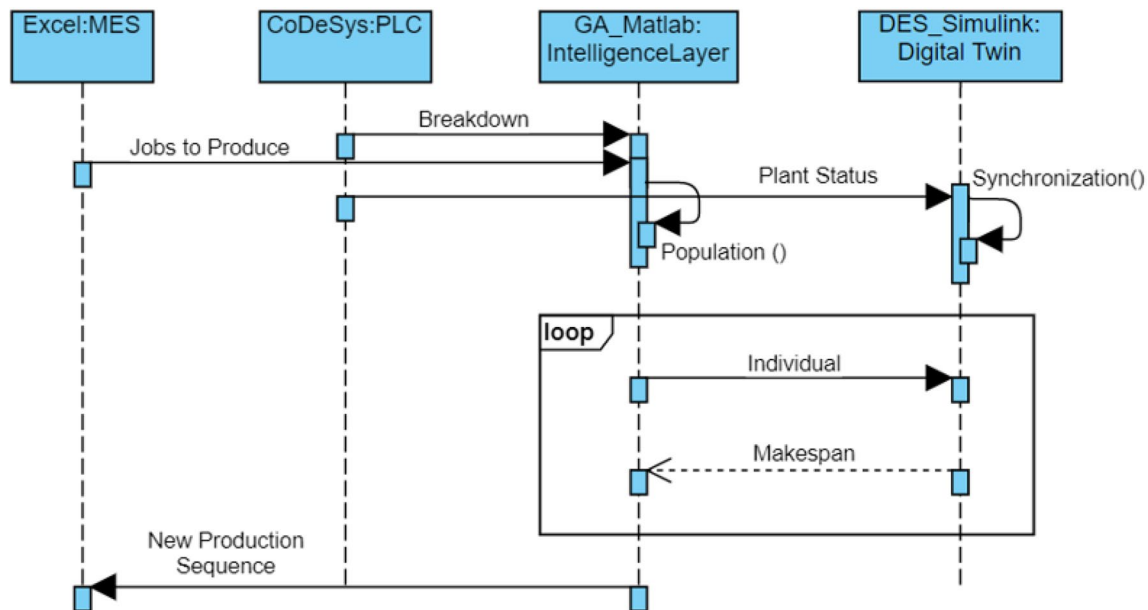 Excel:MES
CoDeSys:PLC
GA_Matlab:
IntelligenceLayer
DES_Simulink:
Digital Twin
Breakdown
Jobs to Produce
Plant Status
Synchronization()
Population ()
loop
Individual
Makespan
New Production
Sequence